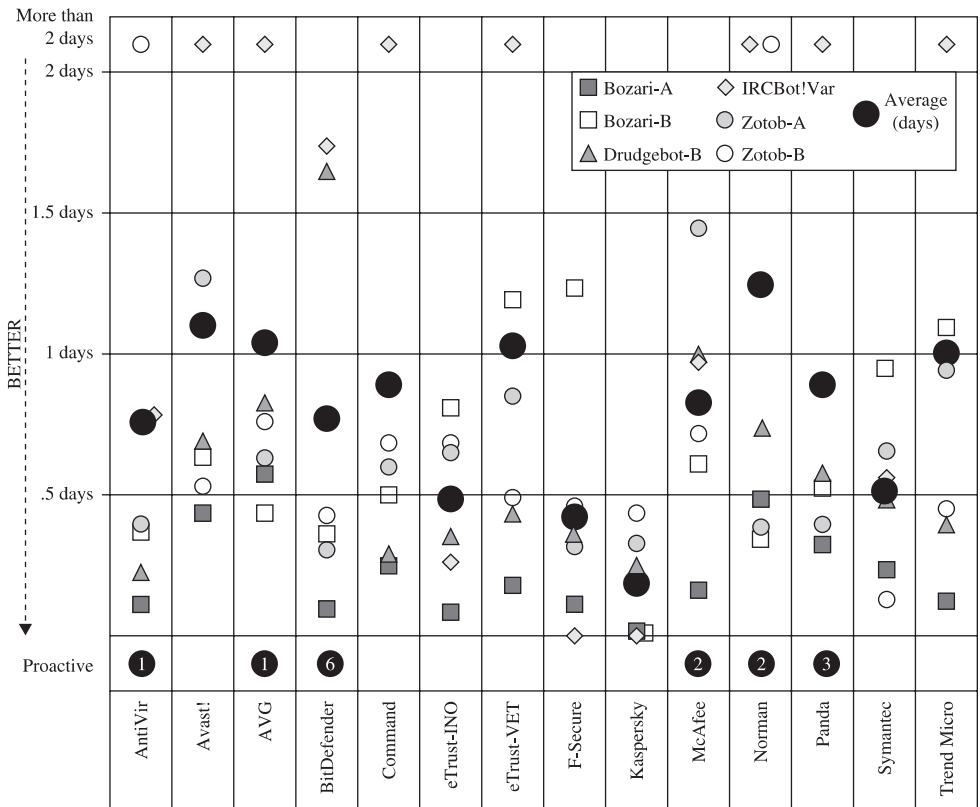 More than
2 days
2 days
Bozari-A
IRCBot!Var
Average
(days)
Bozari-B
Zotob-A
Drudgebot-B
Zotob-B
1.5 days
BETTER
1 days
.5 days
Proactive
1
1
6
2
2
3
AntiVir
Avast!
AVG
BitDefender
Command
eTrust-INO
eTrust-VET
F-Secure
Kaspersky
McAfee
Norman
Panda
Symantec
Trend Micro